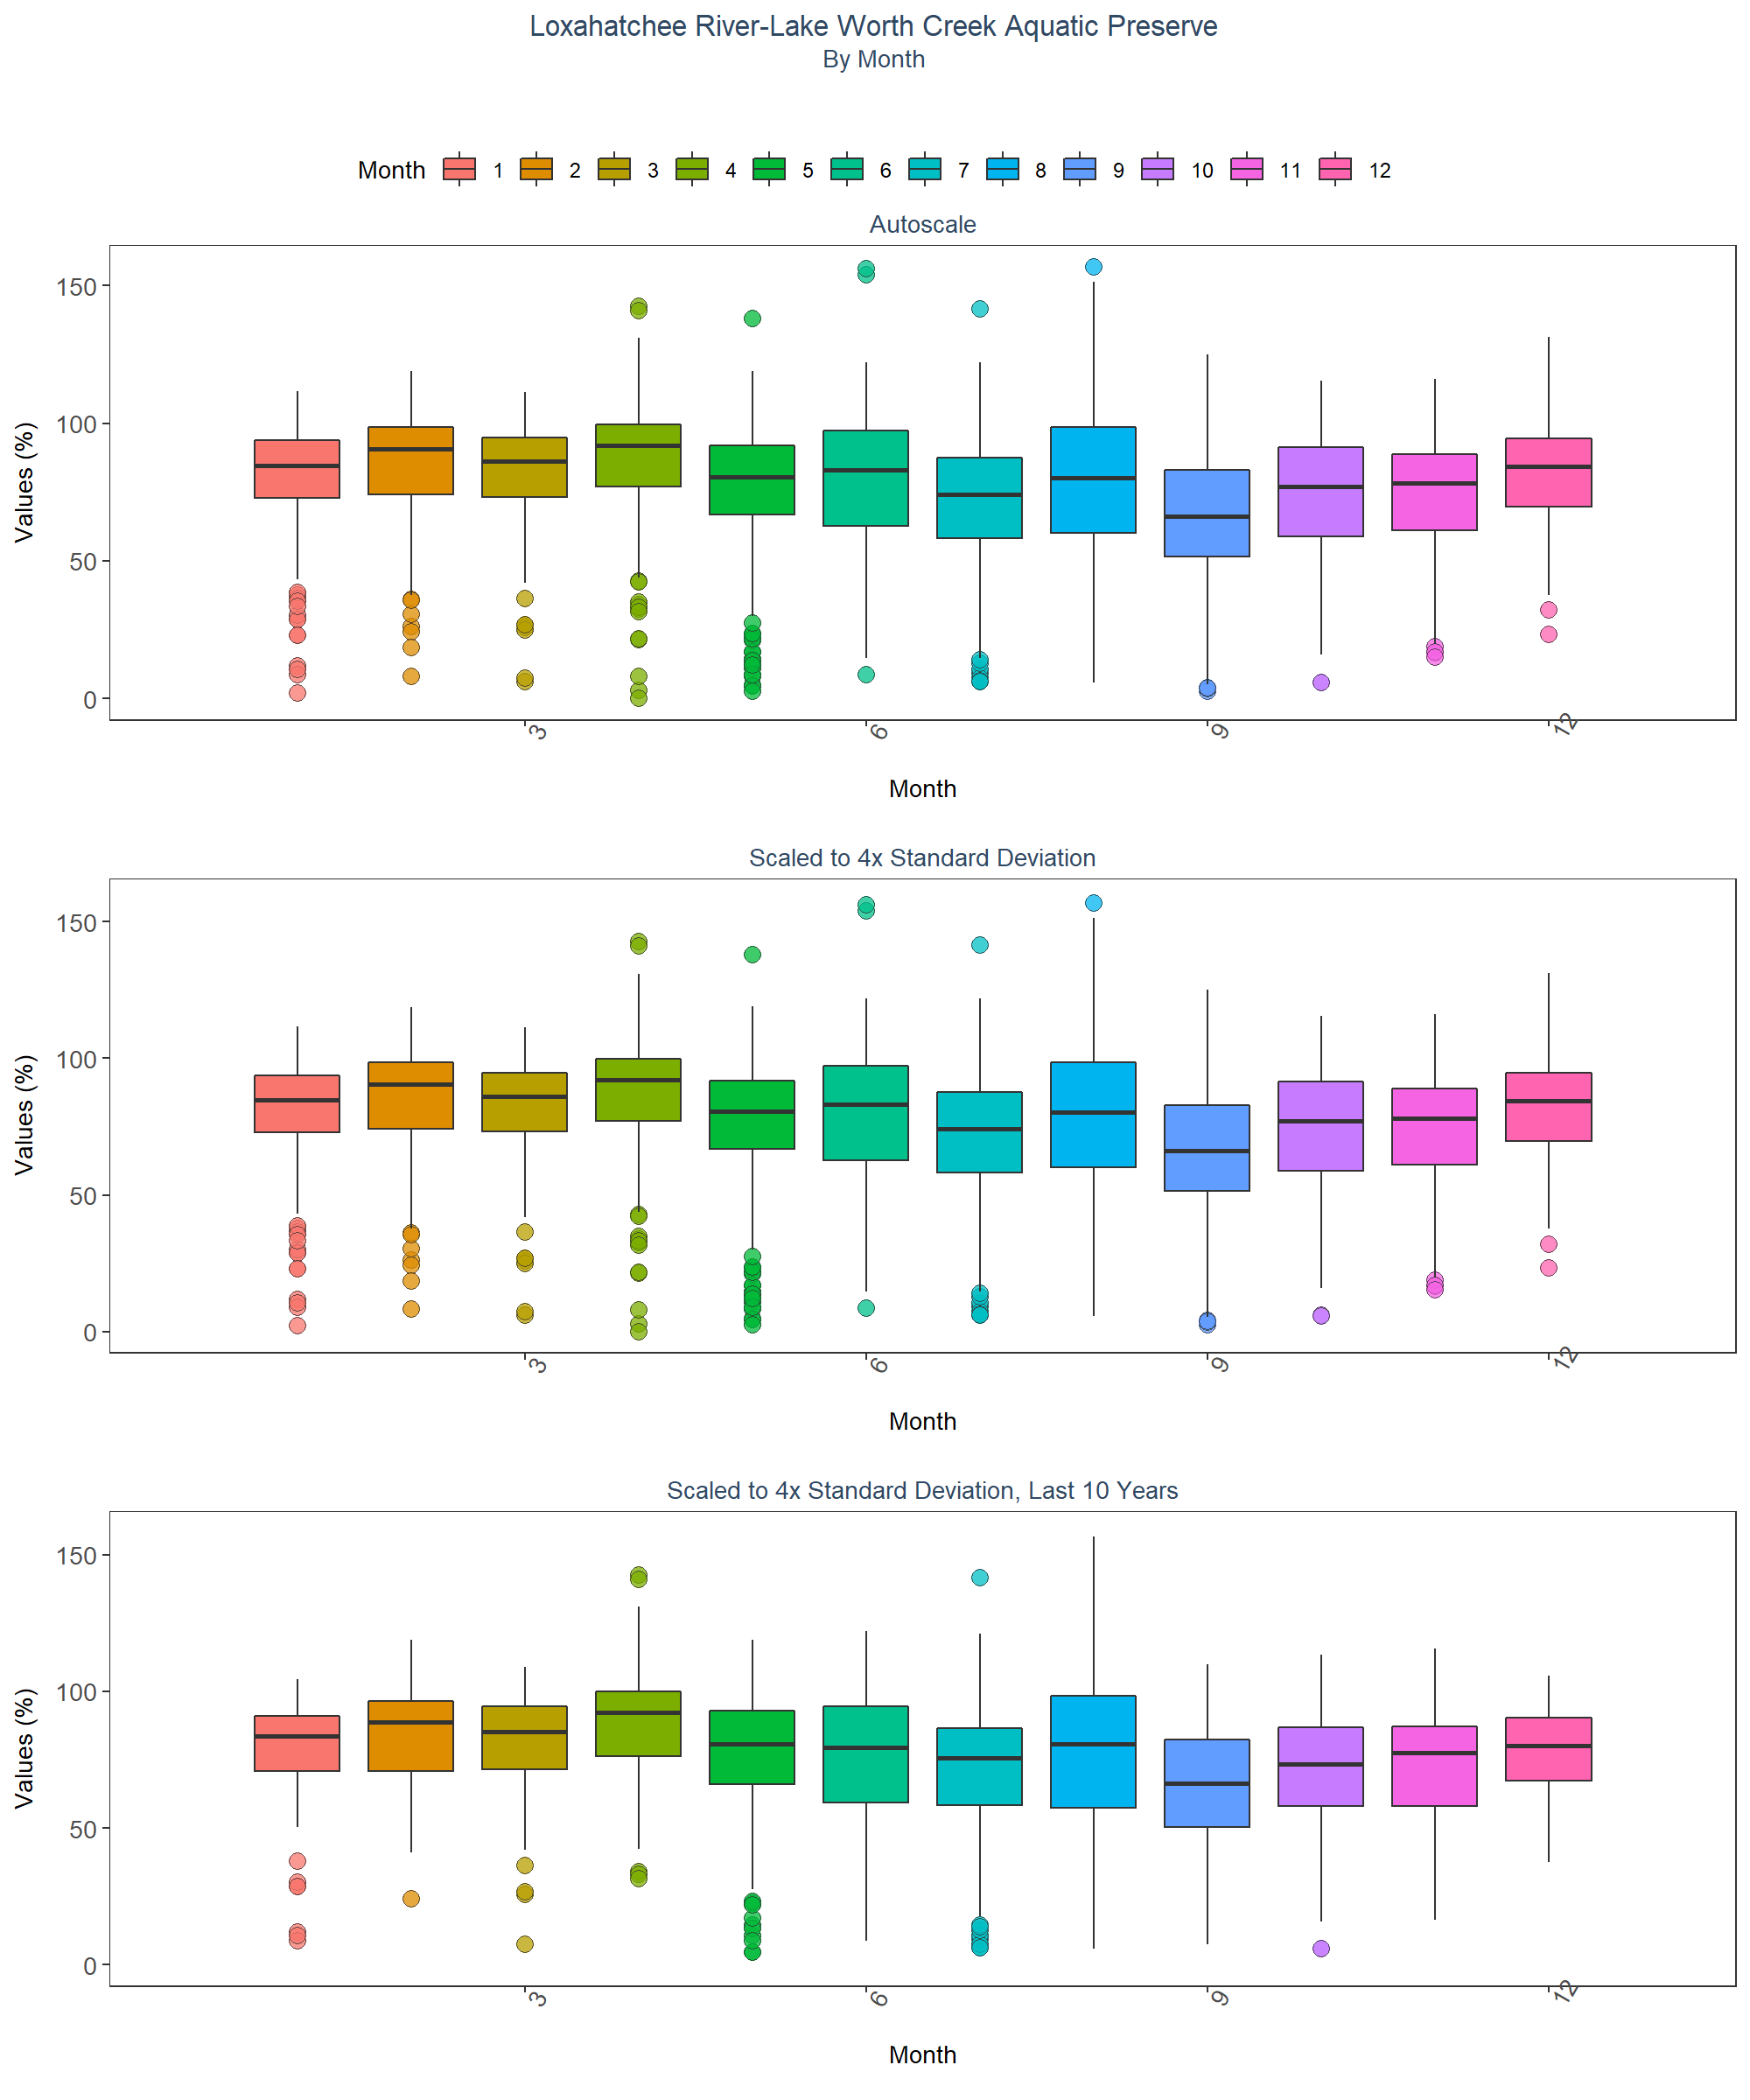 Loxahatchee River-Lake Worth Creek Aquatic Preserve
By Month
Month 1 2 3 4 5 6 7 8 9 10 11 12
Autoscale
Values (%)
150
100
50
0
3 6 9 12
Month
Scaled to 4x Standard Deviation
Values (%)
150
100
50
0
3 6 9 12
Month
Scaled to 4x Standard Deviation, Last 10 Years
Values (%)
150
100
50
0
3 6 9 12
Month